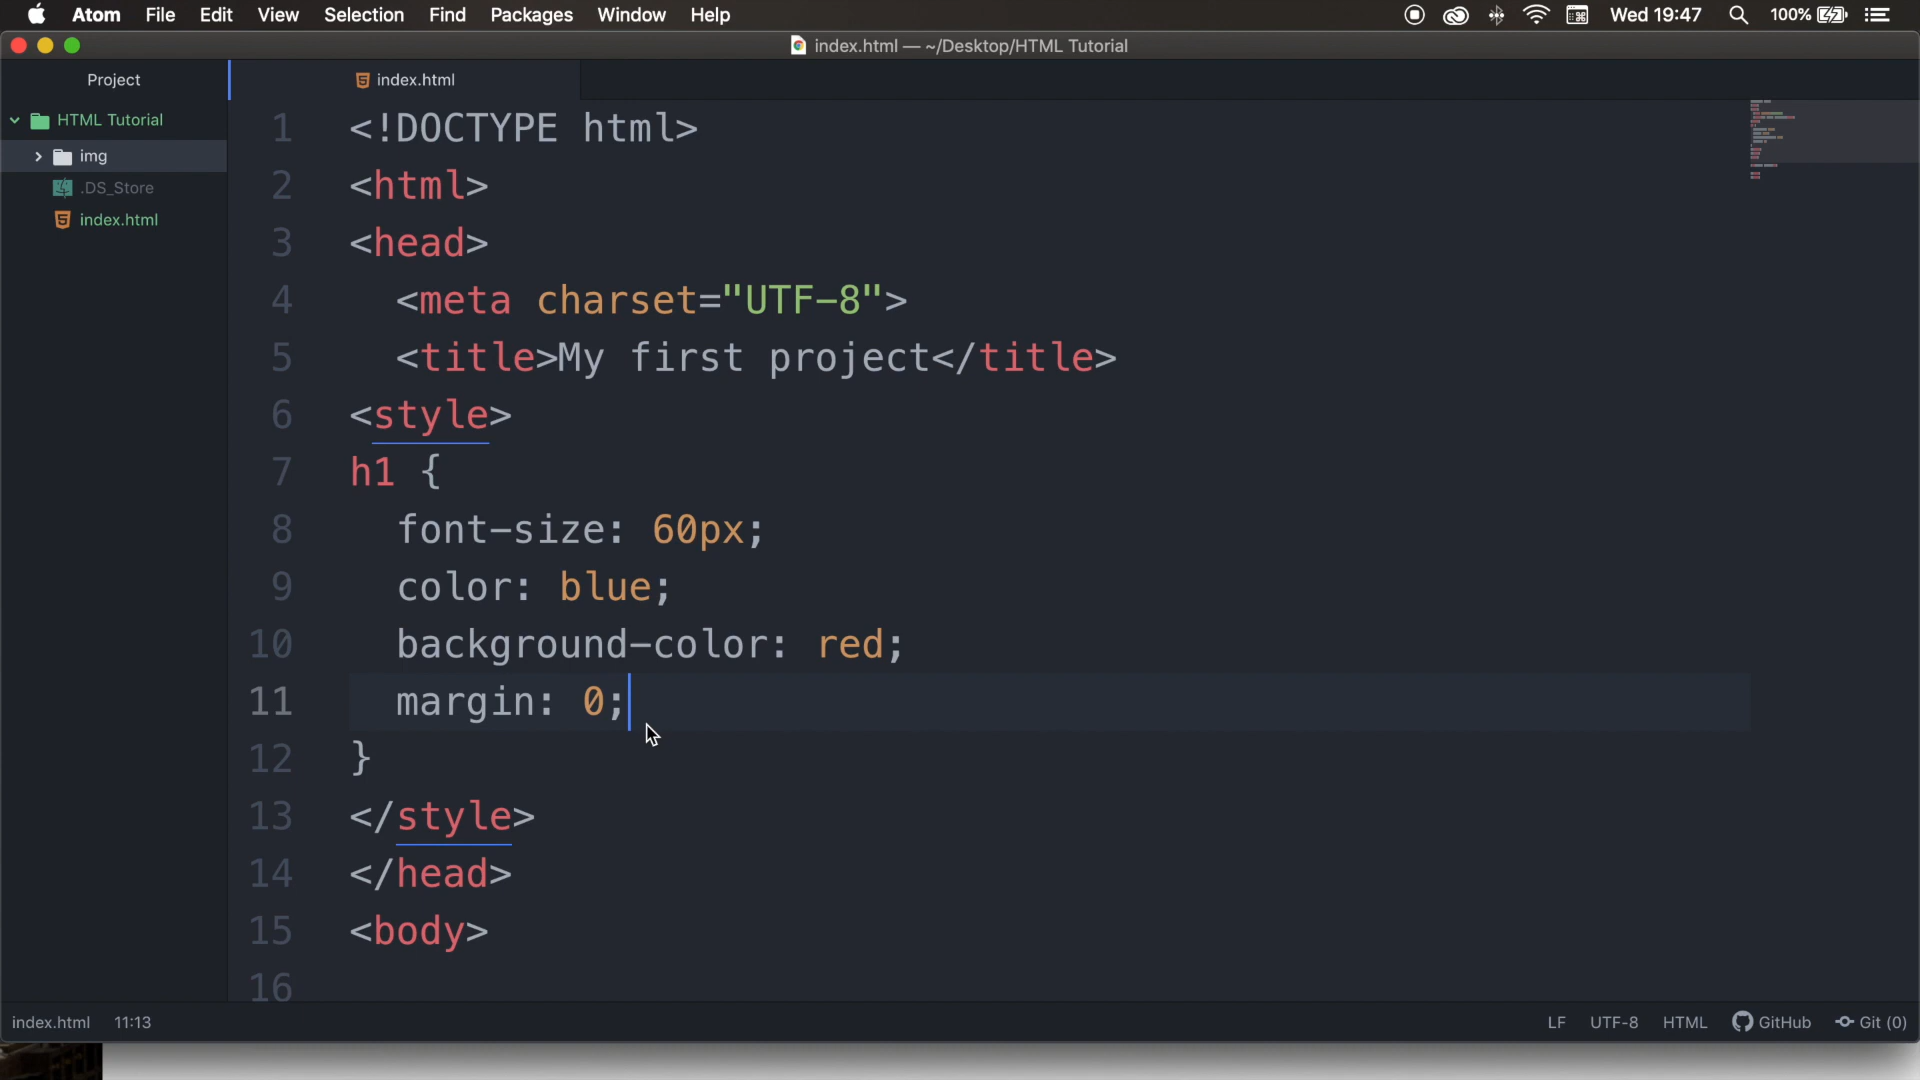 Atom File Edit View Selection Find Packages Window Help Wed 19:47 100%
index.html — ~/Desktop/HTML Tutorial
Project
index.html
HTML Tutorial
img
.DS_Store
index.html
1 <!DOCTYPE html>
2 <html>
3 <head>
4 <meta charset="UTF-8">
5 <title>My first project</title>
6 <style>
7 h1 {
8 font-size: 60px;
9 color: blue;
10 background-color: red;
11 margin: 0;
12 }
13 </style>
14 </head>
15 <body>
16
index.html 11:13 LF UTF-8 HTML GitHub Git (0)